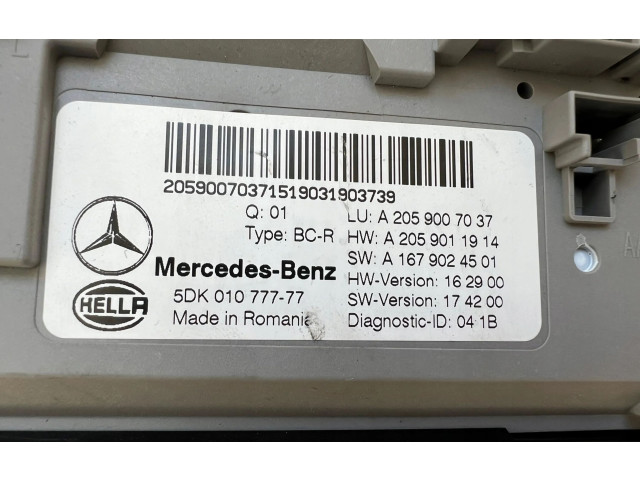 2059007037151903190373​9
Q: 01
Type: BC-R
Mercedes-Benz
HELLA
5DK 010 777-77
Made in Romania
LU: A 205 900 70 37
HW: A 205 901 19 14
SW: A 167 902 45 01
HW-Version: 16 29 00
SW-Version: 17 42 00
Diagnostic-ID: 04 1B